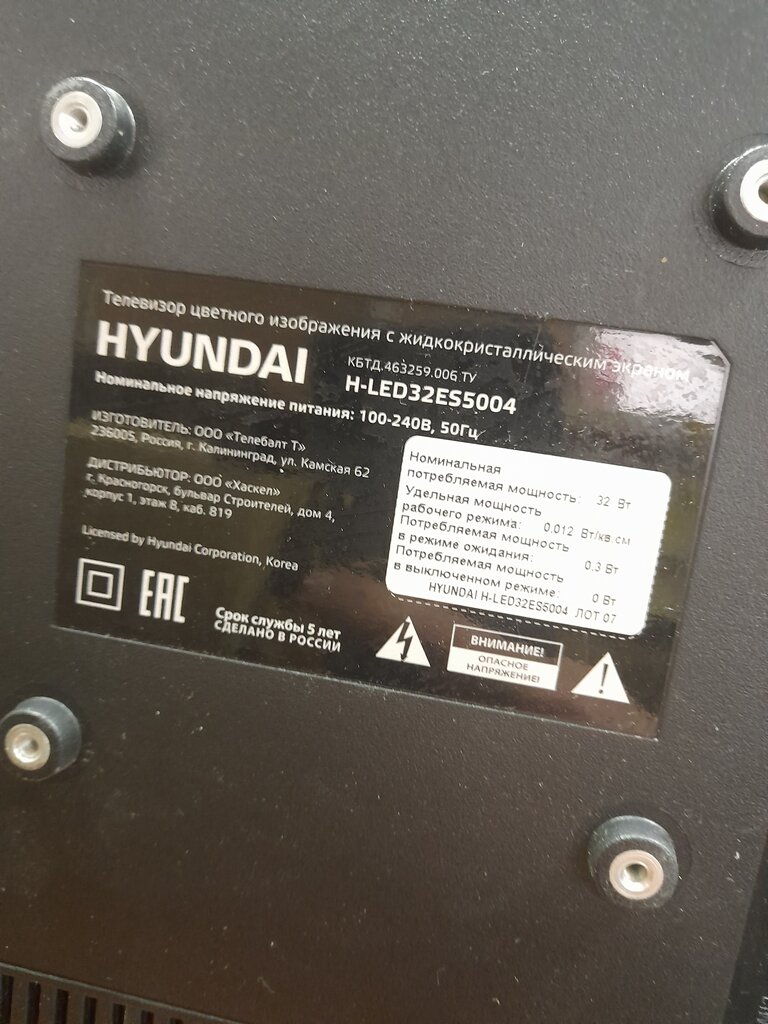 Телевизор цветного изображения с жидкокристаллическим экраном
HYUNDAI
КБТД.463259.006 ТУ
H-LED32ES5004
Номинальное напряжение питания: 100-240В, 50Гц
ИЗГОТОВИТЕЛЬ: ООО «Телебалт Т»
236005, Россия, г. Калининград, ул. Камская 62
ДИСТРИБЬЮТОР: ООО «Хаскел»
г. Красногорск, бульвар Строителей, дом 4,
корпус 1, этаж 8, каб. 819
Licensed by Hyundai Corporation, Korea
EAC
Срок службы 5 лет
СДЕЛАНО В РОССИИ
Номинальная
потребляемая мощность: 32 Вт
Удельная мощность
рабочего режима: 0.012 Вт/кв.см
Потребляемая мощность
в режиме ожидания: 0.3 Вт
Потребляемая мощность
в выключенном режиме: 0 Вт
HYUNDAI H-LED32ES5004 ЛОТ 07
ВНИМАНИЕ!
ОПАСНОЕ
НАПРЯЖЕНИЕ!